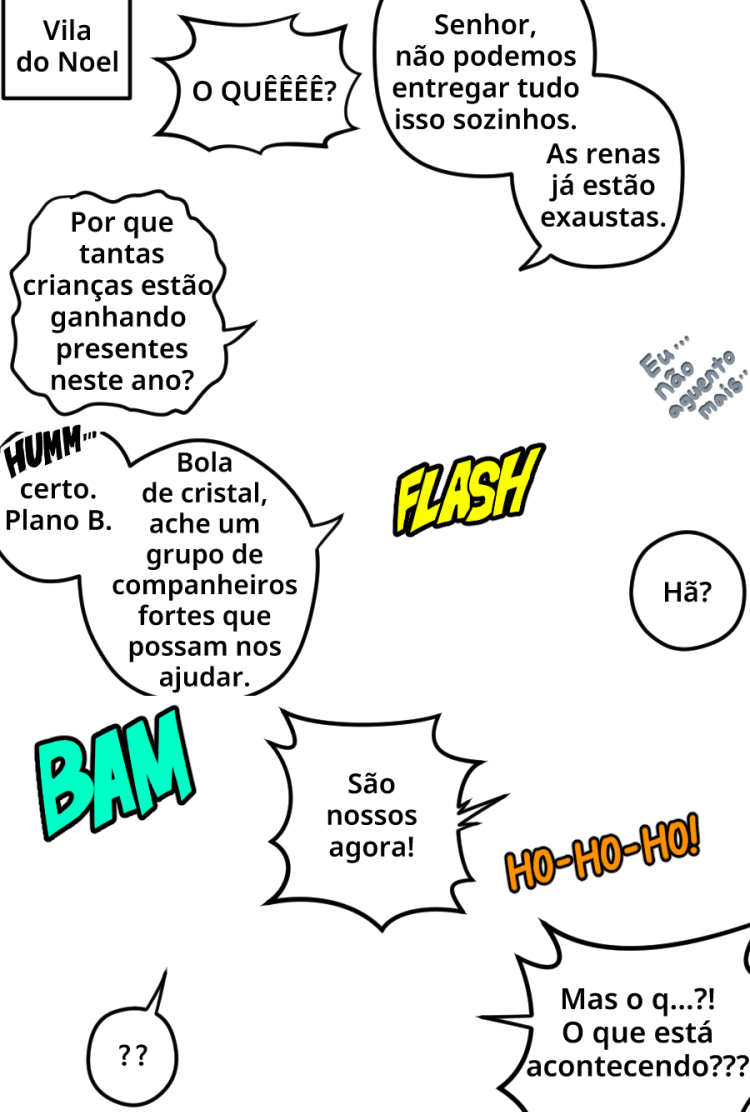 Vila
do Noel
O QUÊÊÊÊ?
Senhor,
não podemos
entregar tudo
isso sozinhos.
As renas
já estão
exaustas.
Por que
tantas
crianças estão
ganhando
presentes
neste ano?
Eu...
não
aguento
mais..
HUMM...
certo.
Plano B.
Bola
de cristal,
ache um
grupo de
companheiros
fortes que
possam nos
ajudar.
FLASH
Hã?
BAM
São
nossos
agora!
HO-HO-HO!
Mas o q...?!
O que está
acontecendo???
??